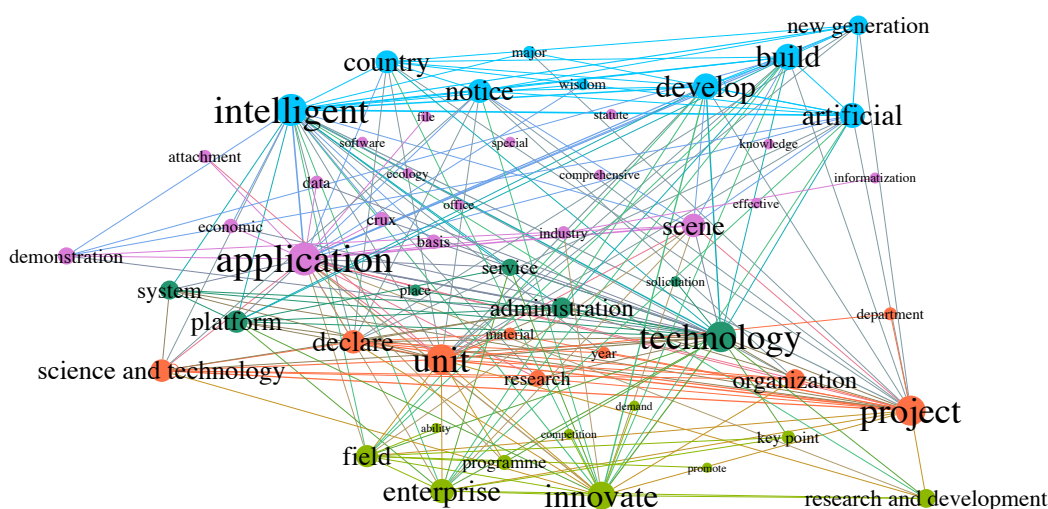 new generation
major
build
country
wisdom
develop
notice
intelligent
artificial
file
statute
software
special
knowledge
attachment
ecology
comprehensive
informatization
data
office
effective
crux
economic
scene
industry
basis
demonstration
application
service
solicitation
system
place
administration
platform
department
material
technology
declare
year
unit
science and technology
research
organization
demand
project
ability
competition
key point
field
programme
promote
enterprise
innovate
research and development